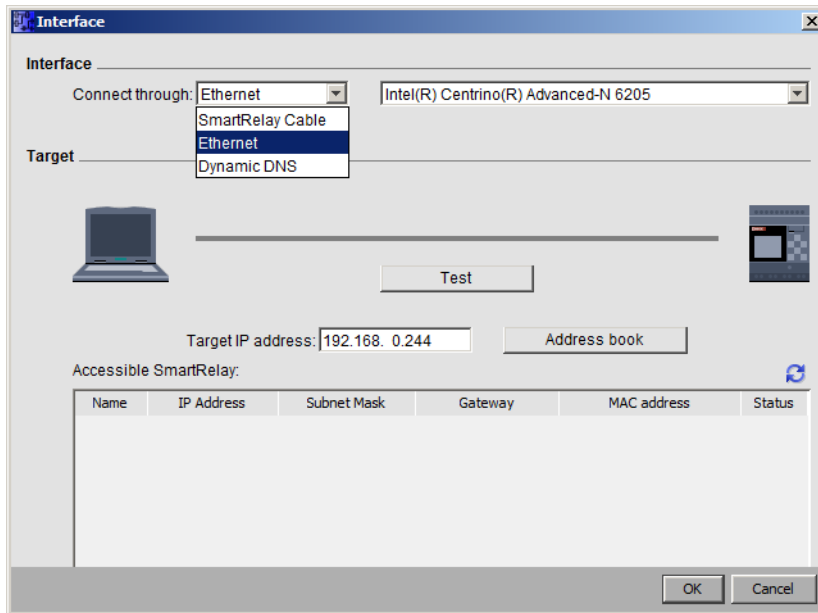 Interface
Interface
Connect through: Ethernet Intel(R) Centrino(R) Advanced-N 6205
SmartRelay Cable
Ethernet
Dynamic DNS
Target
Test
Target IP address: 192.168. 0.244 Address book
Accessible SmartRelay:
Name IP Address Subnet Mask Gateway MAC address Status
OK Cancel